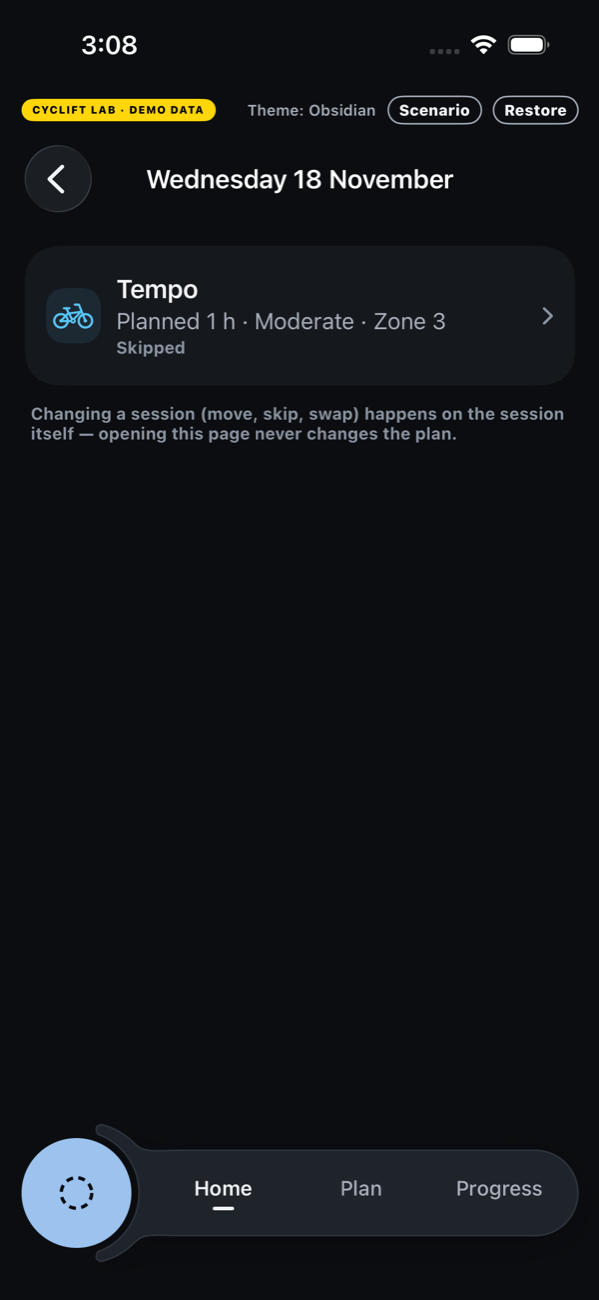 3:08
CYCLIFT LAB · DEMO DATA
Theme: Obsidian
Scenario
Restore
Wednesday 18 November
Tempo
Planned 1 h · Moderate · Zone 3
Skipped
Changing a session (move, skip, swap) happens on the session
itself — opening this page never changes the plan.
Home
Plan
Progress